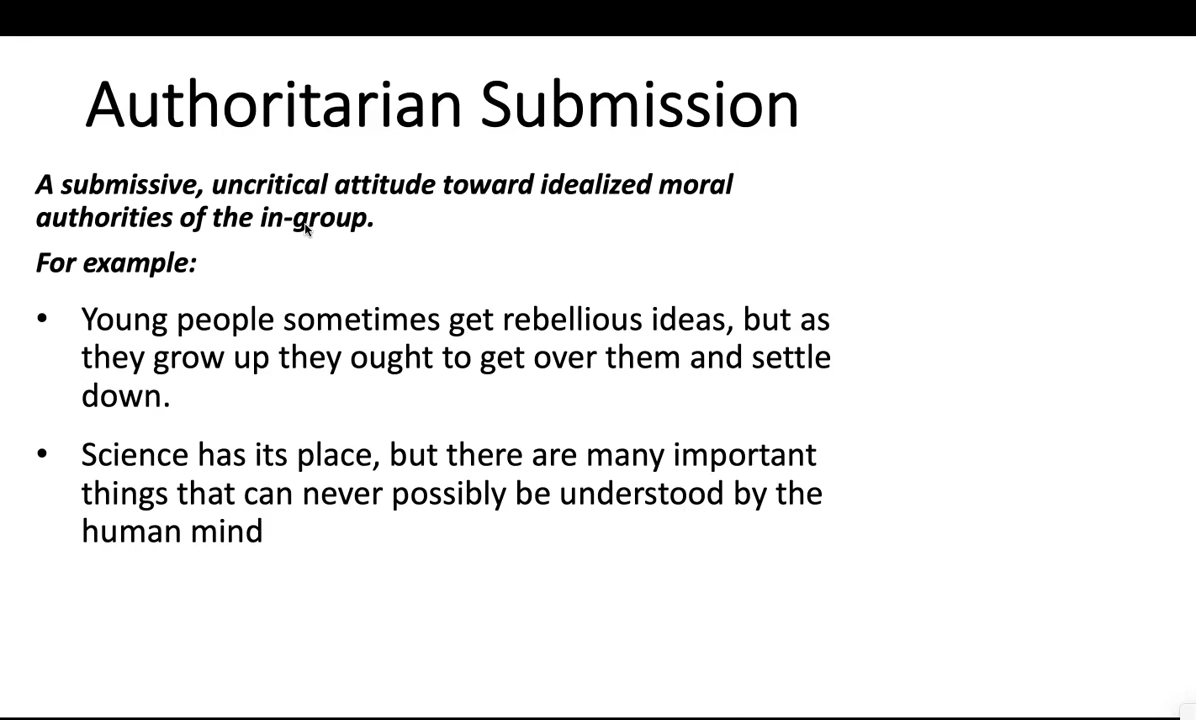 Authoritarian Submission
A submissive, uncritical attitude toward idealized moral
authorities of the in-group.
For example:
• Young people sometimes get rebellious ideas, but as
they grow up they ought to get over them and settle
down.
• Science has its place, but there are many important
things that can never possibly be understood by the
human mind